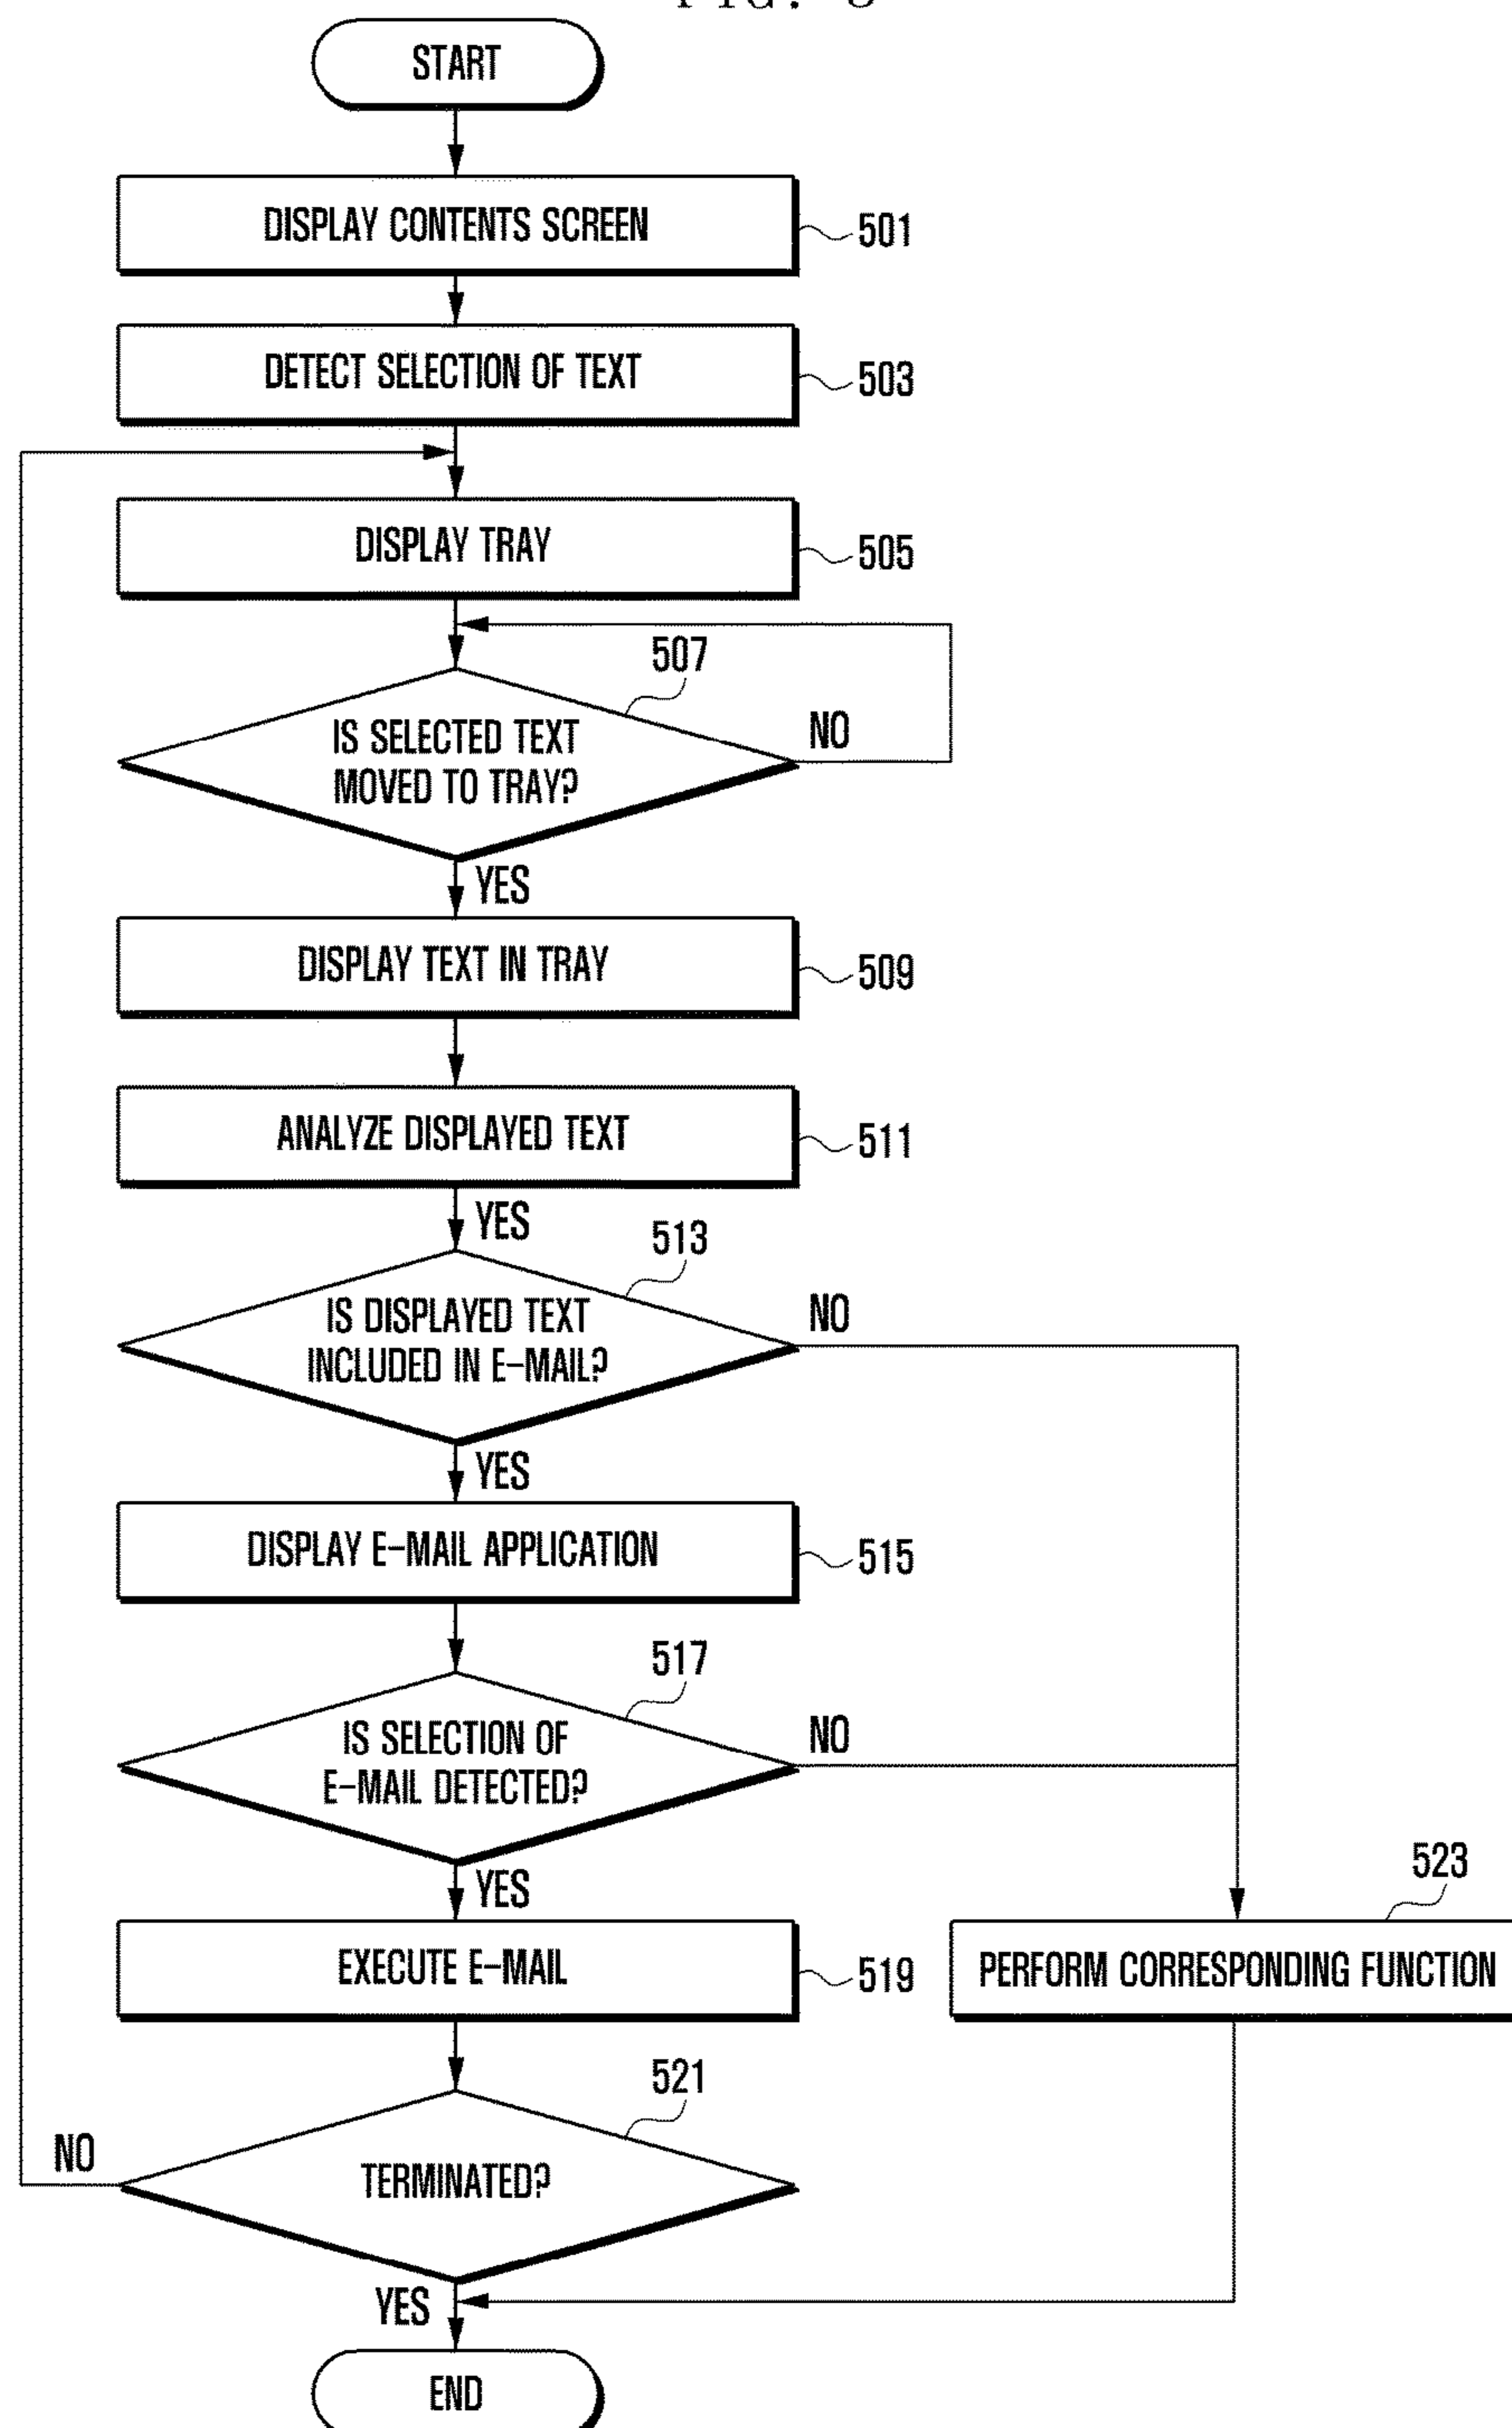 START
DISPLAY CONTENTS SCREEN
501
DETECT SELECTION OF TEXT
503
DISPLAY TRAY
505
507
IS SELECTED TEXT
MOVED TO TRAY?
NO
YES
DISPLAY TEXT IN TRAY
509
ANALYZE DISPLAYED TEXT
511
YES
513
IS DISPLAYED TEXT
INCLUDED IN E-MAIL?
NO
YES
DISPLAY E-MAIL APPLICATION
515
517
IS SELECTION OF
E-MAIL DETECTED?
NO
YES
523
EXECUTE E-MAIL
519
PERFORM CORRESPONDING FUNCTION
521
NO
TERMINATED?
YES
END